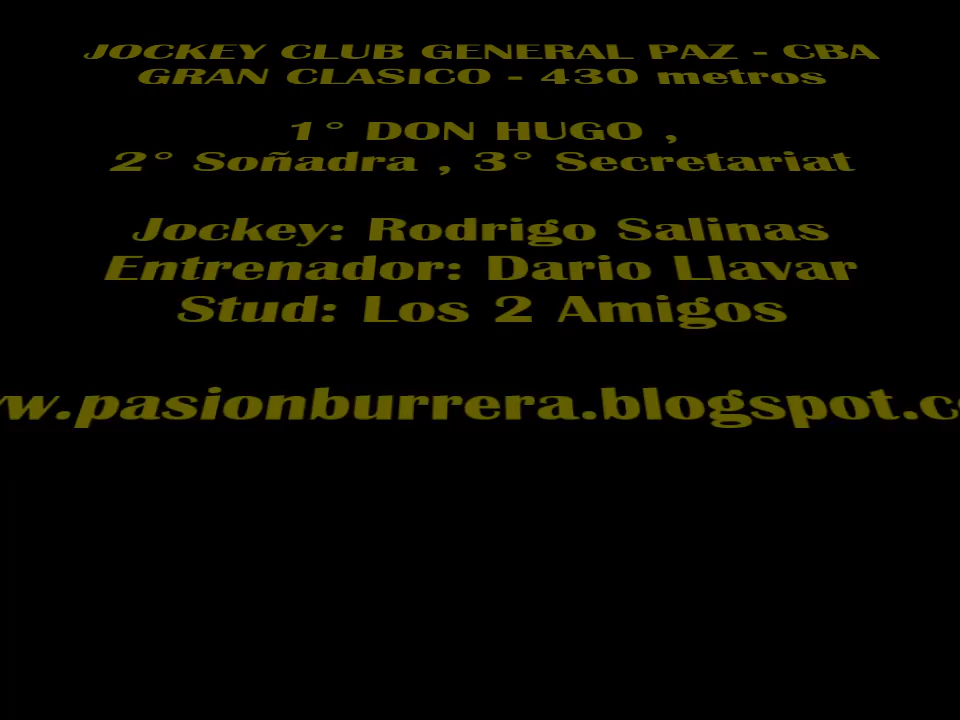 JOCKEY CLUB GENERAL PAZ - CBA
GRAN CLASICO - 430 metros
1° DON HUGO ,
2° Soñadra , 3° Secretariat
Jockey: Rodrigo Salinas
Entrenador: Dario Llavar
Stud: Los 2 Amigos
w.pasionburrera.blogspot.c